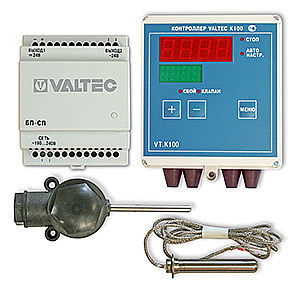 ВЫХОД1
=24В
ВЫХОД2
=24В
VALTEC
БП-СП
СЕТЬ
~190...240В
КОНТРОЛЛЕР VALTEC К100
СТОП
АВТО
НАСТР.
СБОЙ
КЛАПАН
+
−
МЕНЮ
VT.K100